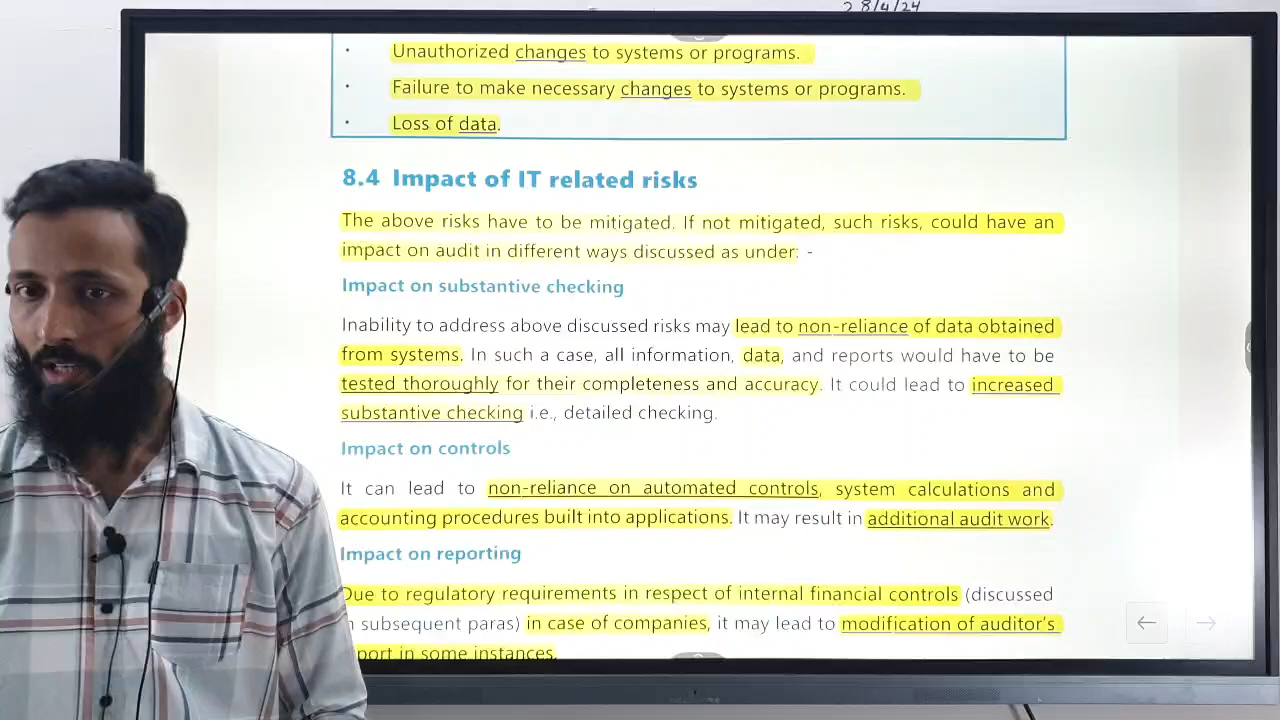 28/4/24
• Unauthorized changes to systems or programs.
• Failure to make necessary changes to systems or programs.
• Loss of data.
8.4 Impact of IT related risks
The above risks have to be mitigated. If not mitigated, such risks, could have an
impact on audit in different ways discussed as under: -
Impact on substantive checking
Inability to address above discussed risks may lead to non-reliance of data obtained
from systems. In such a case, all information, data, and reports would have to be
tested thoroughly for their completeness and accuracy. It could lead to increased
substantive checking i.e., detailed checking.
Impact on controls
It can lead to non-reliance on automated controls, system calculations and
accounting procedures built into applications. It may result in additional audit work.
Impact on reporting
Due to regulatory requirements in respect of internal financial controls (discussed
subsequent paras) in case of companies, it may lead to modification of auditor's
in some instances.